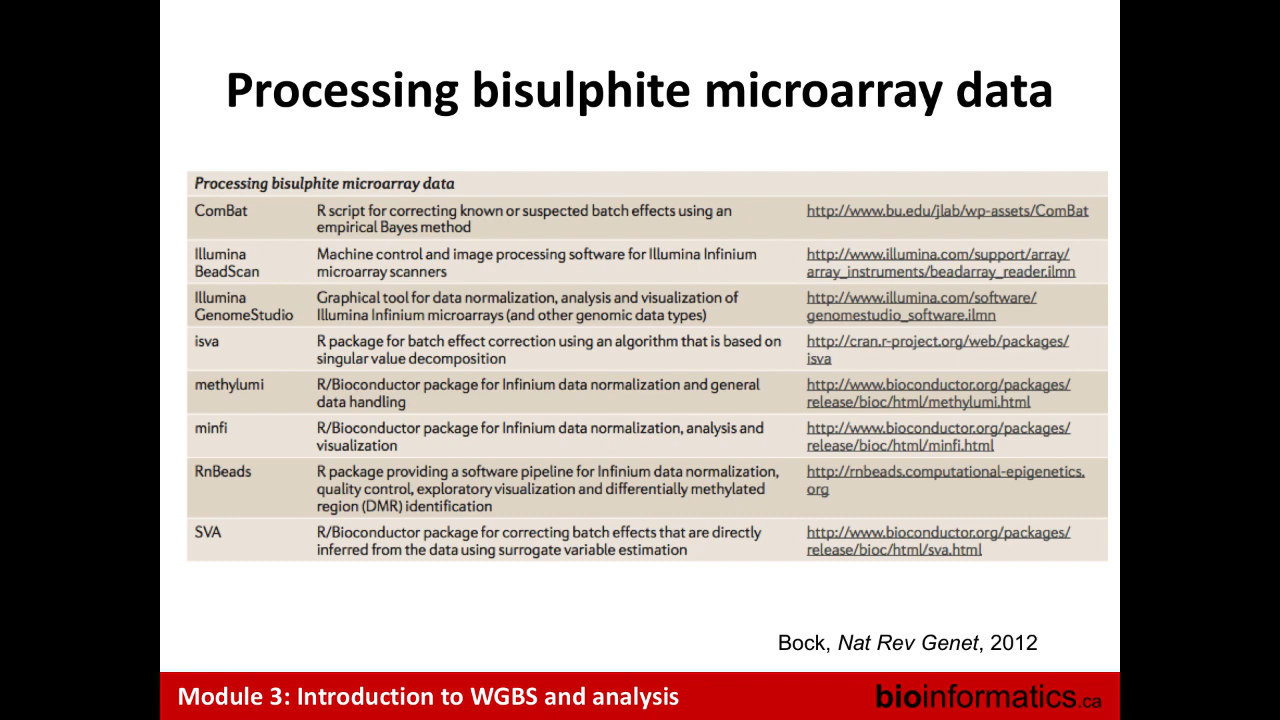 Processing bisulphite microarray data
Processing bisulphite microarray data
ComBat
R script for correcting known or suspected batch effects using an
empirical Bayes method
http://www.bu.edu/jlab/wp-assets/ComBat
Illumina
BeadScan
Machine control and image processing software for Illumina Infinium
microarray scanners
http://www.illumina.com/support/array/
array_instruments/beadarray_reader.ilmn
Illumina
GenomeStudio
Graphical tool for data normalization, analysis and visualization of
Illumina Infinium microarrays (and other genomic data types)
http://www.illumina.com/software/
genomestudio_software.ilmn
isva
R package for batch effect correction using an algorithm that is based on
singular value decomposition
http://cran.r-project.org/web/packages/
isva
methylumi
R/Bioconductor package for Infinium data normalization and general
data handling
http://www.bioconductor.org/packages/
release/bioc/html/methylumi.html
minfi
R/Bioconductor package for Infinium data normalization, analysis and
visualization
http://www.bioconductor.org/packages/
release/bioc/html/minfi.html
RnBeads
R package providing a software pipeline for Infinium data normalization,
quality control, exploratory visualization and differentially methylated
region (DMR) identification
http://rnbeads.computational-epigenetics.
org
SVA
R/Bioconductor package for correcting batch effects that are directly
inferred from the data using surrogate variable estimation
http://www.bioconductor.org/packages/
release/bioc/html/sva.html
Bock, Nat Rev Genet, 2012
Module 3: Introduction to WGBS and analysis
bioinformatics.ca